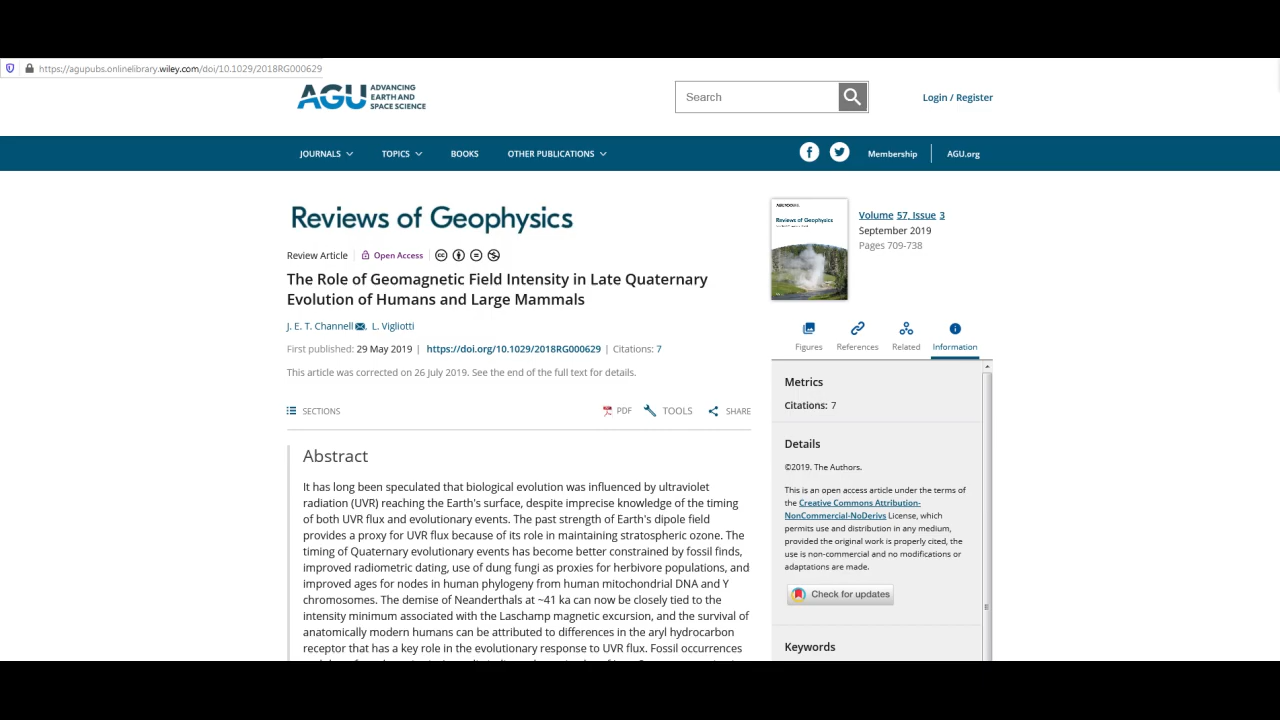 https://agupubs.onlinelibrary.wiley.com/doi/10.1029/2018RG000629
AGU ADVANCING
EARTH AND
SPACE SCIENCE
Search
Login / Register
JOURNALS
TOPICS
BOOKS
OTHER PUBLICATIONS
Membership
AGU.org
Reviews of Geophysics
Review Article
Open Access
The Role of Geomagnetic Field Intensity in Late Quaternary
Evolution of Humans and Large Mammals
J. E. T. Channell, L. Vigliotti
First published: 29 May 2019 | https://doi.org/10.1029/2018RG000629 | Citations: 7
This article was corrected on 26 July 2019. See the end of the full text for details.
SECTIONS
PDF
TOOLS
SHARE
Abstract
It has long been speculated that biological evolution was influenced by ultraviolet
radiation (UVR) reaching the Earth's surface, despite imprecise knowledge of the timing
of both UVR flux and evolutionary events. The past strength of Earth's dipole field
provides a proxy for UVR flux because of its role in maintaining stratospheric ozone. The
timing of Quaternary evolutionary events has become better constrained by fossil finds,
improved radiometric dating, use of dung fungi as proxies for herbivore populations, and
improved ages for nodes in human phylogeny from human mitochondrial DNA and Y
chromosomes. The demise of Neanderthals at ~41 ka can now be closely tied to the
intensity minimum associated with the Laschamp magnetic excursion, and the survival of
anatomically modern humans can be attributed to differences in the aryl hydrocarbon
receptor that has a key role in the evolutionary response to UVR flux. Fossil occurrences
Reviews of Geophysics
Volume 57, Issue 3
September 2019
Pages 709-738
Figures
References
Related
Information
Metrics
Citations: 7
Details
©2019. The Authors.
This is an open access article under the terms of
the Creative Commons Attribution-
NonCommercial-NoDerivs License, which
permits use and distribution in any medium,
provided the original work is properly cited, the
use is non-commercial and no modifications or
adaptations are made.
Check for updates
Keywords